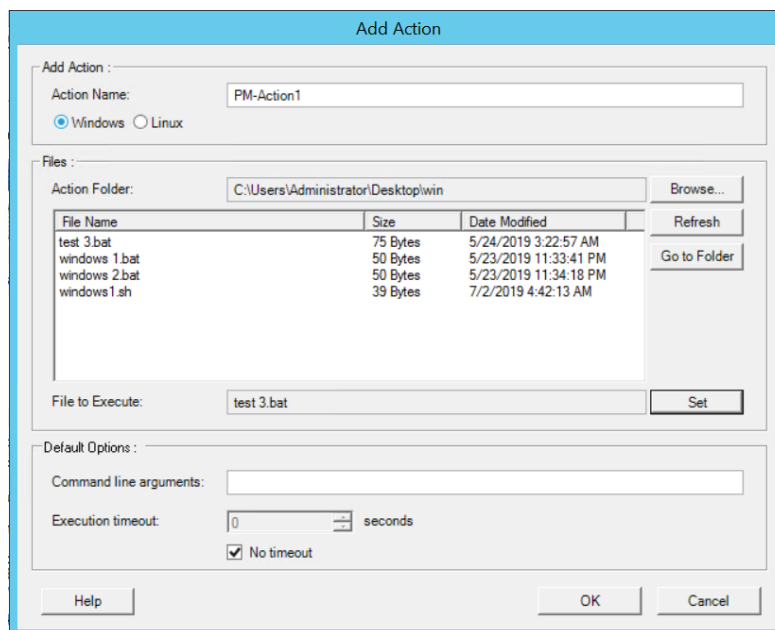 Add Action
Add Action :
Action Name: PM-Action1
Windows Linux
Files :
Action Folder: C:\Users\Administrator\Desktop\win Browse...
File Name Size Date Modified Refresh
test 3.bat 75 Bytes 5/24/2019 3:22:57 AM
windows 1.bat 50 Bytes 5/23/2019 11:33:41 PM Go to Folder
windows 2.bat 50 Bytes 5/23/2019 11:34:18 PM
windows1.sh 39 Bytes 7/2/2019 4:42:13 AM
File to Execute: test 3.bat Set
Default Options :
Command line arguments:
Execution timeout: 0 seconds
No timeout
Help OK Cancel